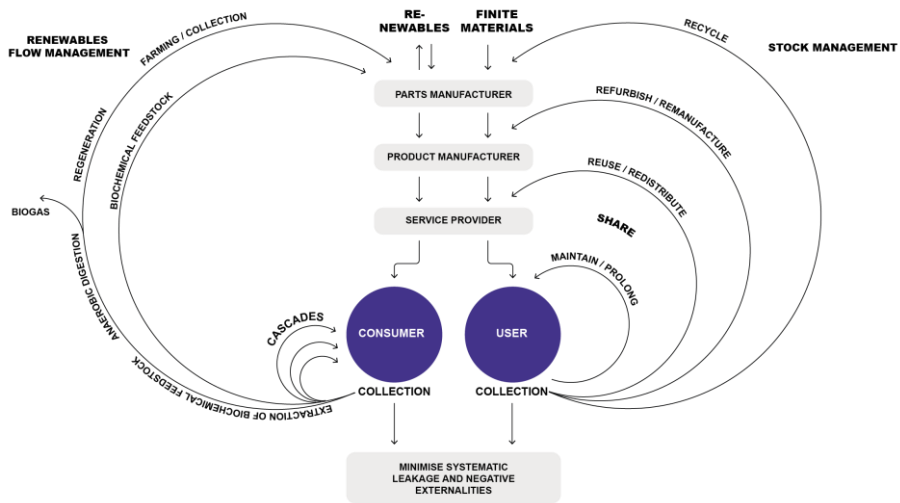 RENEWABLES
FLOW MANAGEMENT
FARMING / COLLECTION
RE-
NEWABLES
FINITE
MATERIALS
RECYCLE
STOCK MANAGEMENT
REGENERATION
BIOCHEMICAL FEEDSTOCK
PARTS MANUFACTURER
REFURBISH / REMANUFACTURE
PRODUCT MANUFACTURER
REUSE / REDISTRIBUTE
BIOGAS
SERVICE PROVIDER
SHARE
ANAEROBIC DIGESTION
MAINTAIN / PROLONG
CASCADES
CONSUMER
USER
EXTRACTION OF BIOCHEMICAL FEEDSTOCK
COLLECTION
COLLECTION
MINIMISE SYSTEMATIC
LEAKAGE AND NEGATIVE
EXTERNALITIES